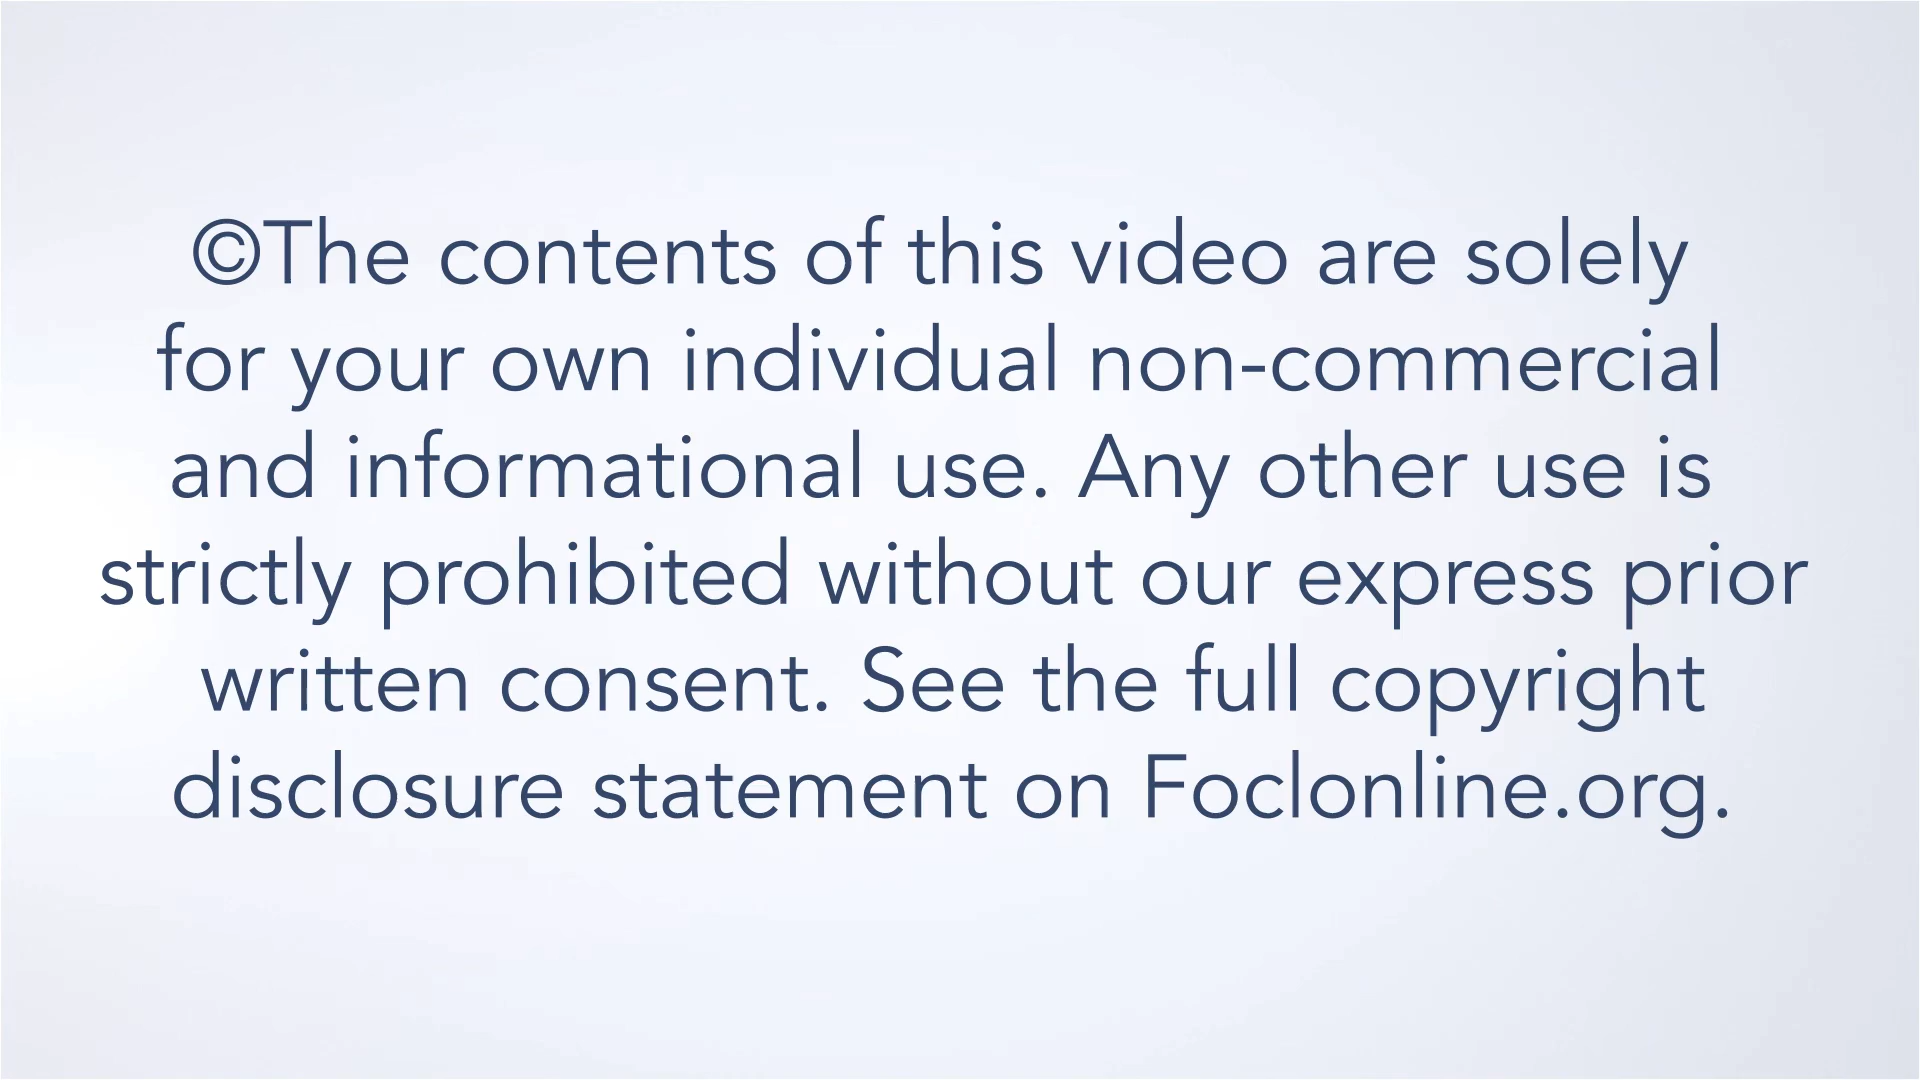 ©The contents of this video are solely
for your own individual non-commercial
and informational use. Any other use is
strictly prohibited without our express prior
written consent. See the full copyright
disclosure statement on Foclonline.org.